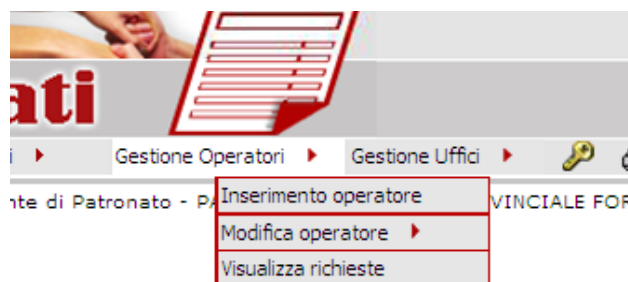 ati
i Gestione Operatori Gestione Uffici
nte di Patronato - PA VINCIALE FOR
Inserimento operatore
Modifica operatore
Visualizza richieste